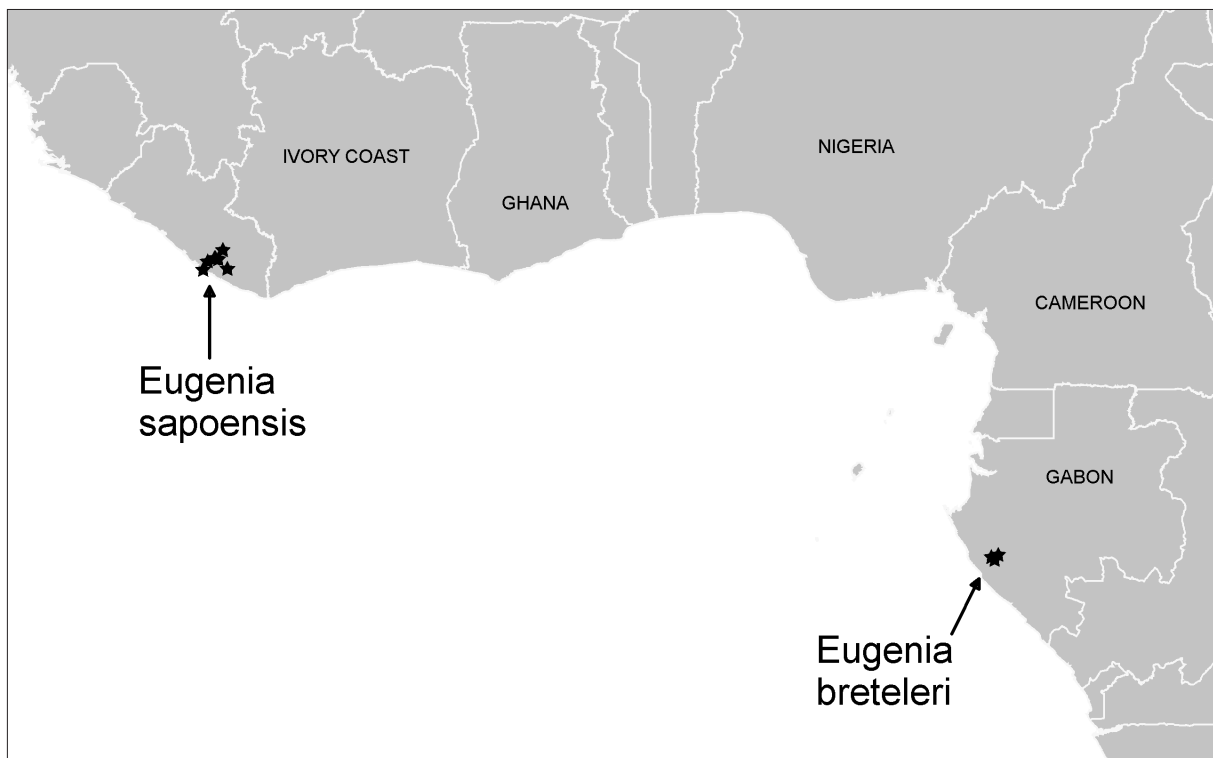 IVORY COAST
GHANA
NIGERIA
CAMEROON
Eugenia
sapoensis
GABON
Eugenia
breteleri